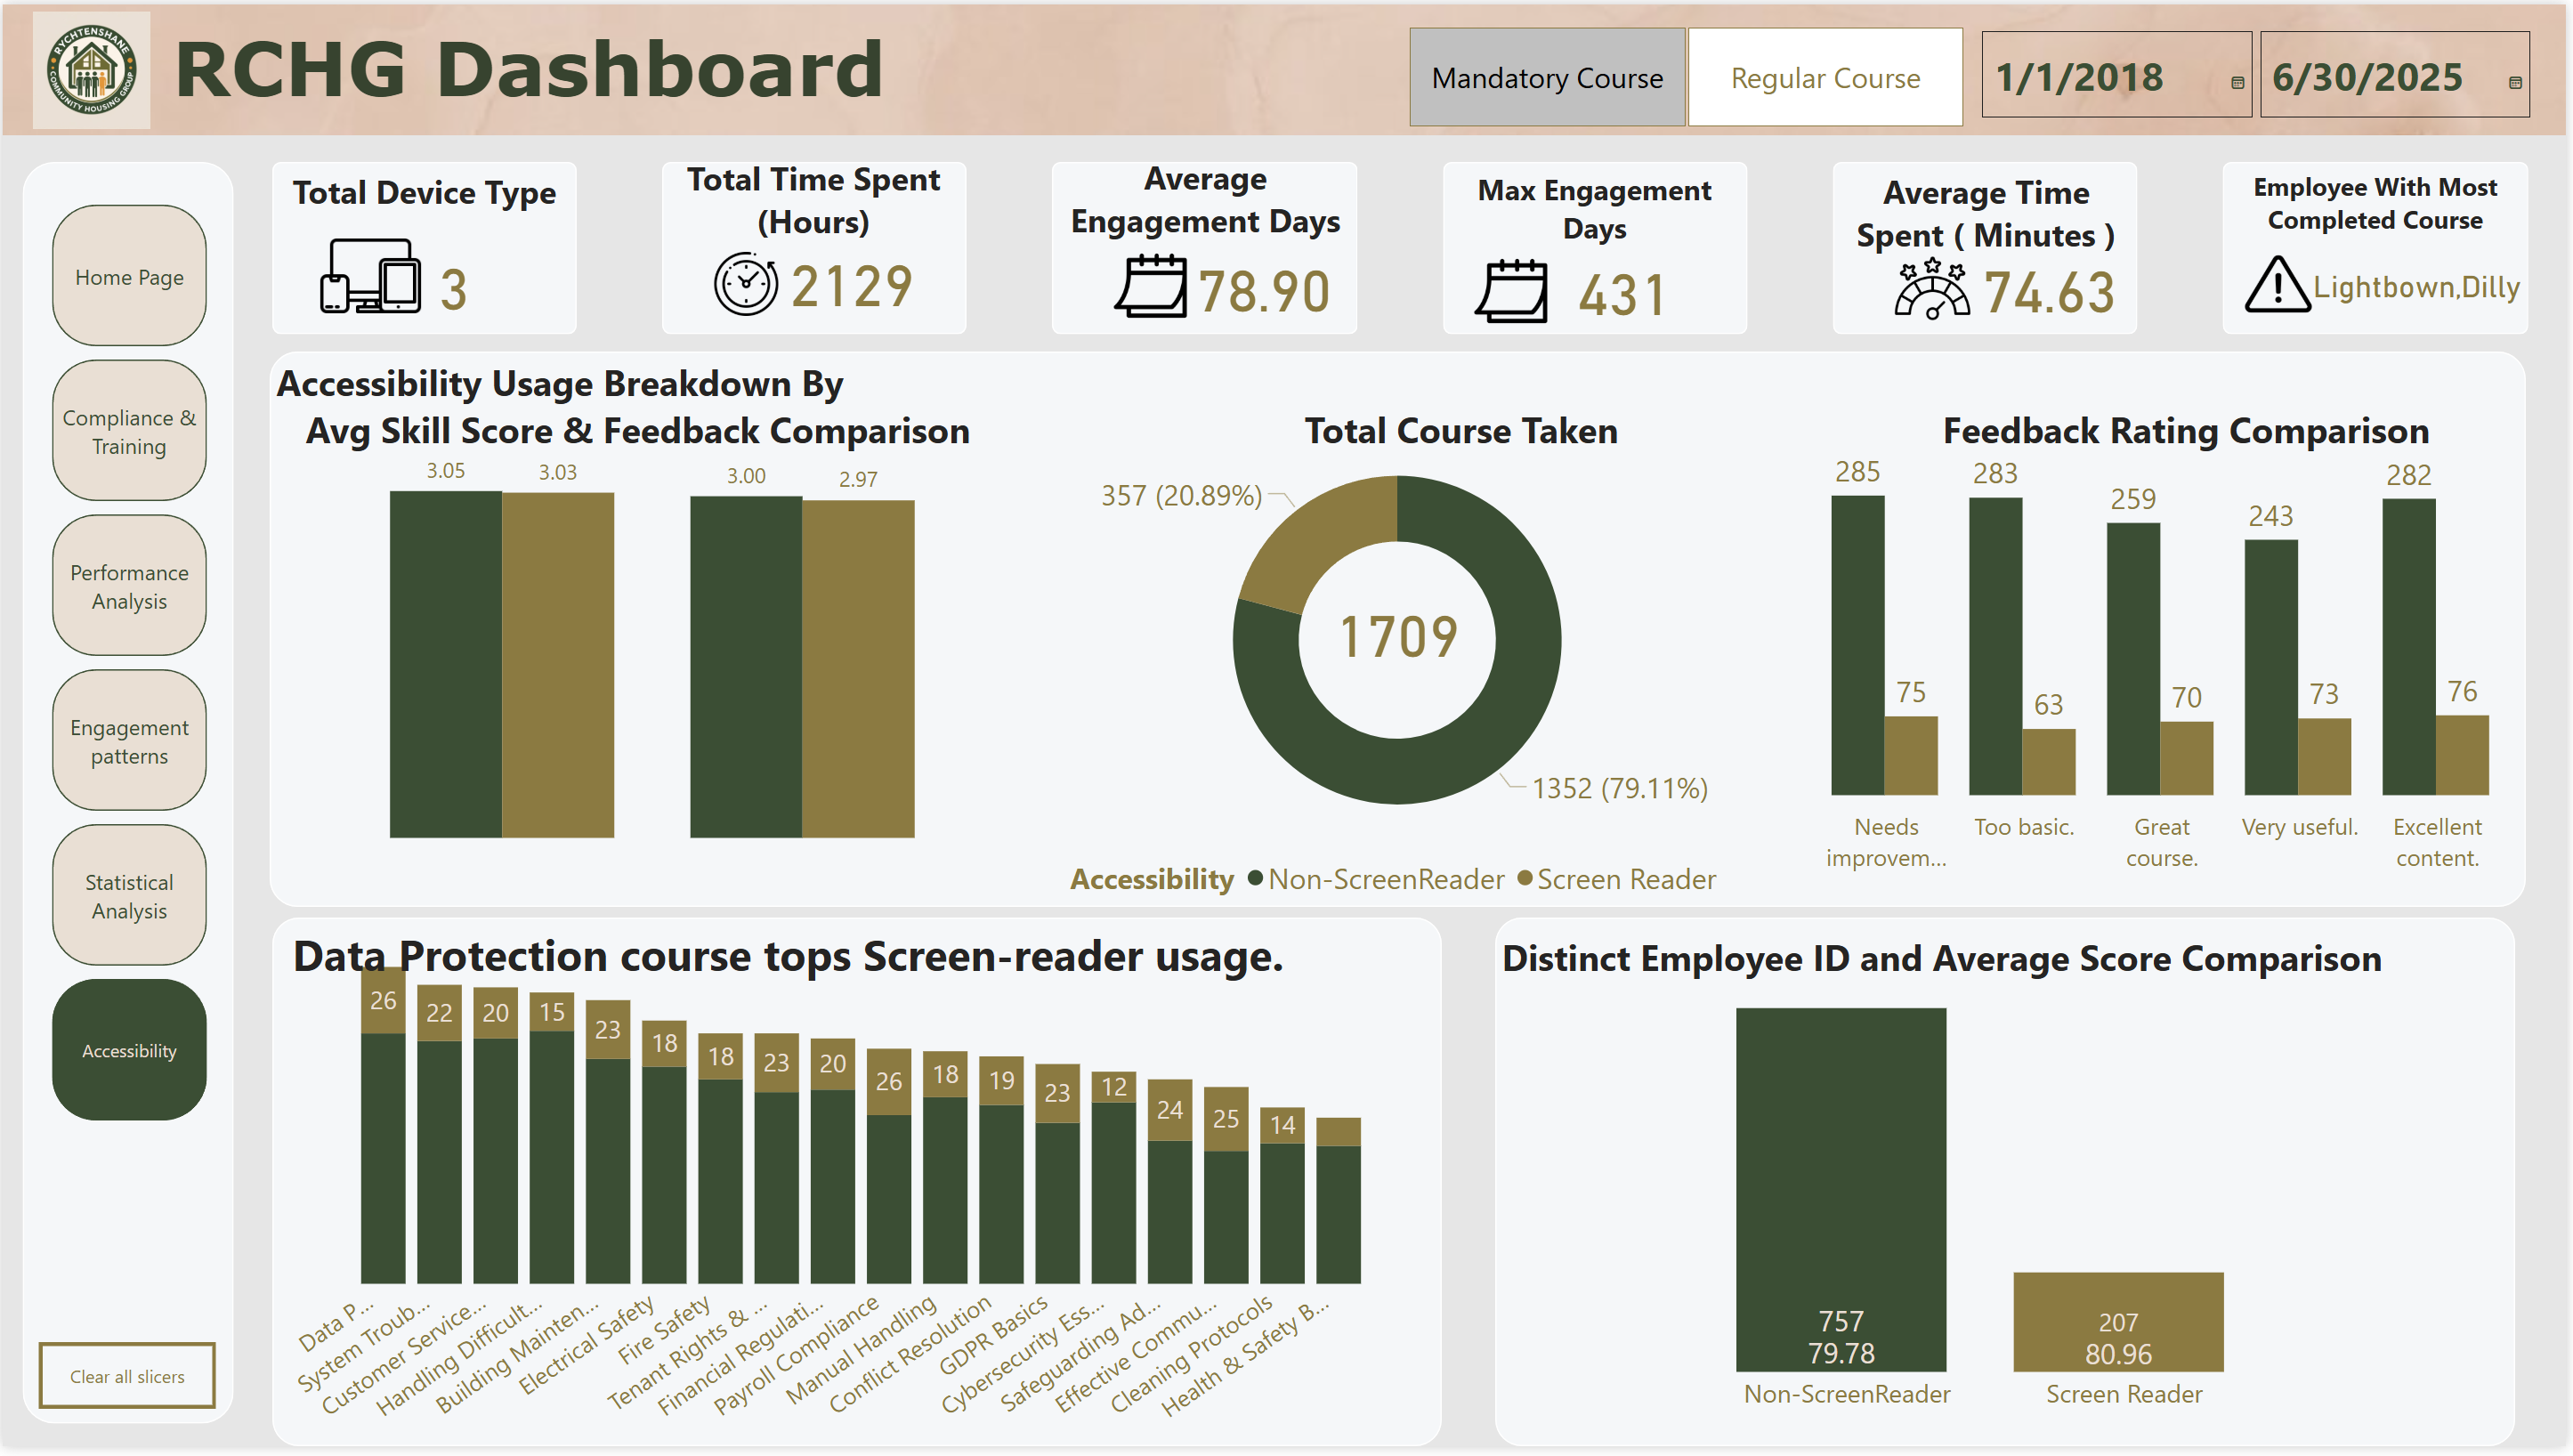 RYCHTENSHANE
COMMUNITY HOUSING GROUP
RCHG Dashboard
Mandatory Course
Regular Course
1/1/2018
6/30/2025
Home Page
Compliance &
Training
Performance
Analysis
Engagement
patterns
Statistical
Analysis
Accessibility
Clear all slicers
Total Device Type
3
Total Time Spent
(Hours)
2129
Average
Engagement Days
78.90
Max Engagement
Days
431
Average Time
Spent ( Minutes )
74.63
Employee With Most
Completed Course
Lightbown,Dilly
Accessibility Usage Breakdown By
Avg Skill Score & Feedback Comparison
3.05
3.03
3.00
2.97
Total Course Taken
357 (20.89%)
1709
1352 (79.11%)
Accessibility Non-ScreenReader Screen Reader
Feedback Rating Comparison
285
75
283
63
259
70
243
73
282
76
Needs
improvem...
Too basic.
Great
course.
Very useful.
Excellent
content.
Data Protection course tops Screen-reader usage.
26
22
20
15
23
18
18
23
20
26
18
19
23
12
24
25
14
Data P...
System Troub...
Customer Service...
Handling Difficult...
Building Mainten...
Electrical Safety
Fire Safety
Tenant Rights & ...
Financial Regulati...
Payroll Compliance
Manual Handling
Conflict Resolution
GDPR Basics
Cybersecurity Ess...
Safeguarding Ad...
Effective Commu...
Cleaning Protocols
Health & Safety B...
Distinct Employee ID and Average Score Comparison
757
79.78
207
80.96
Non-ScreenReader
Screen Reader